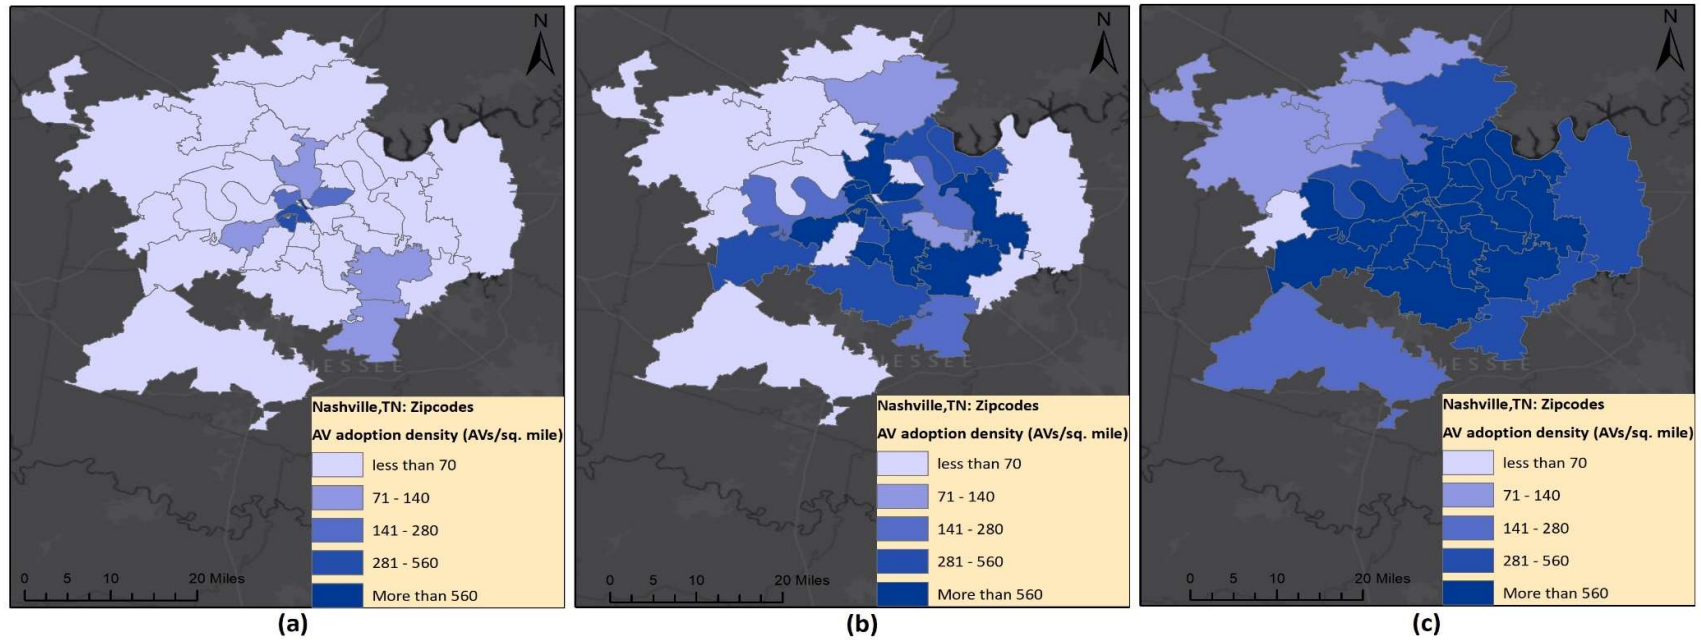 N
NESSEE
Nashville,TN: Zipcodes
AV adoption density (AVs/sq. mile)
less than 70
71 - 140
141 - 280
281 - 560
More than 560
0 5 10 20 Miles
(a)
N
NESSEE
Nashville,TN: Zipcodes
AV adoption density (AVs/sq. mile)
less than 70
71 - 140
141 - 280
281 - 560
More than 560
0 5 10 20 Miles
(b)
N
NESSEE
Nashville,TN: Zipcodes
AV adoption density (AVs/sq. mile)
less than 70
71 - 140
141 - 280
281 - 560
More than 560
0 5 10 20 Miles
(c)